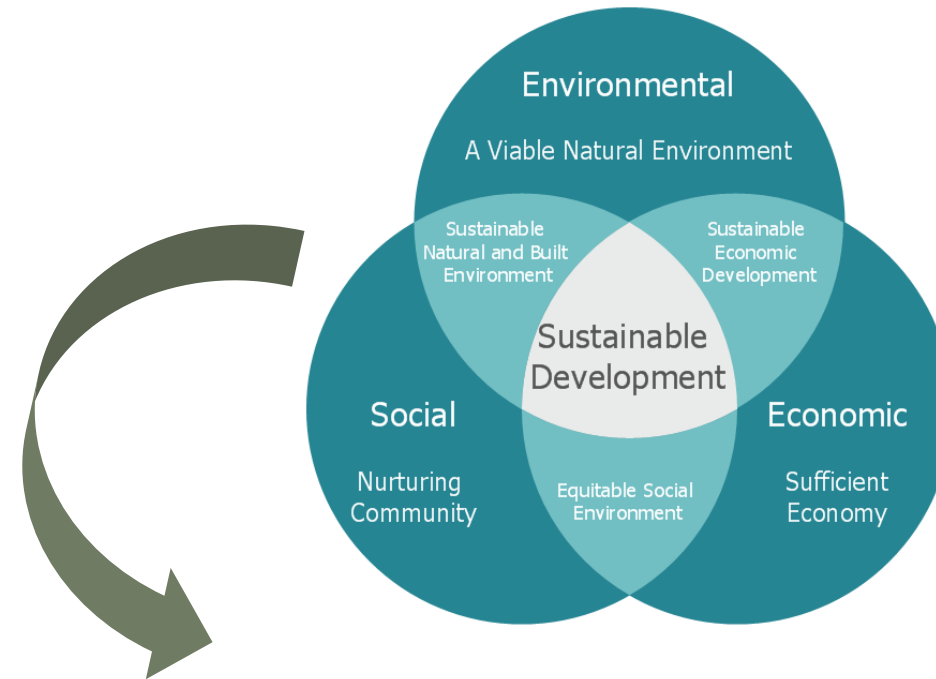 Environmental
A Viable Natural Environment
Sustainable
Natural and Built
Environment
Sustainable
Economic
Development
Sustainable
Development
Social
Nurturing
Community
Equitable Social
Environment
Economic
Sufficient
Economy